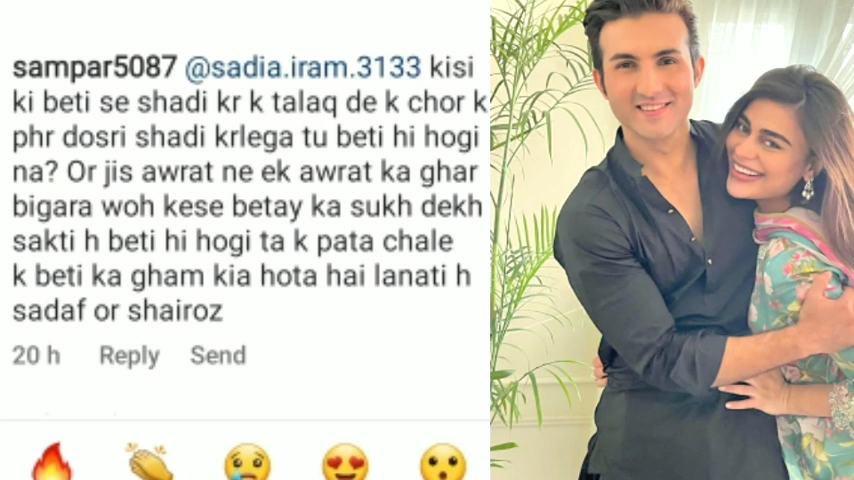 sampar5087 @sadia.iram.3133 kisi
ki beti se shadi kr k talaq de k chor k
phr dosri shadi krlega tu beti hi hogi
na? Or jis awrat ne ek awrat ka ghar
bigara woh kese betay ka sukh dekh
sakti h beti hi hogi ta k pata chale
k beti ka gham kia hota hai lanati h
sadaf or shairoz
20 h Reply Send